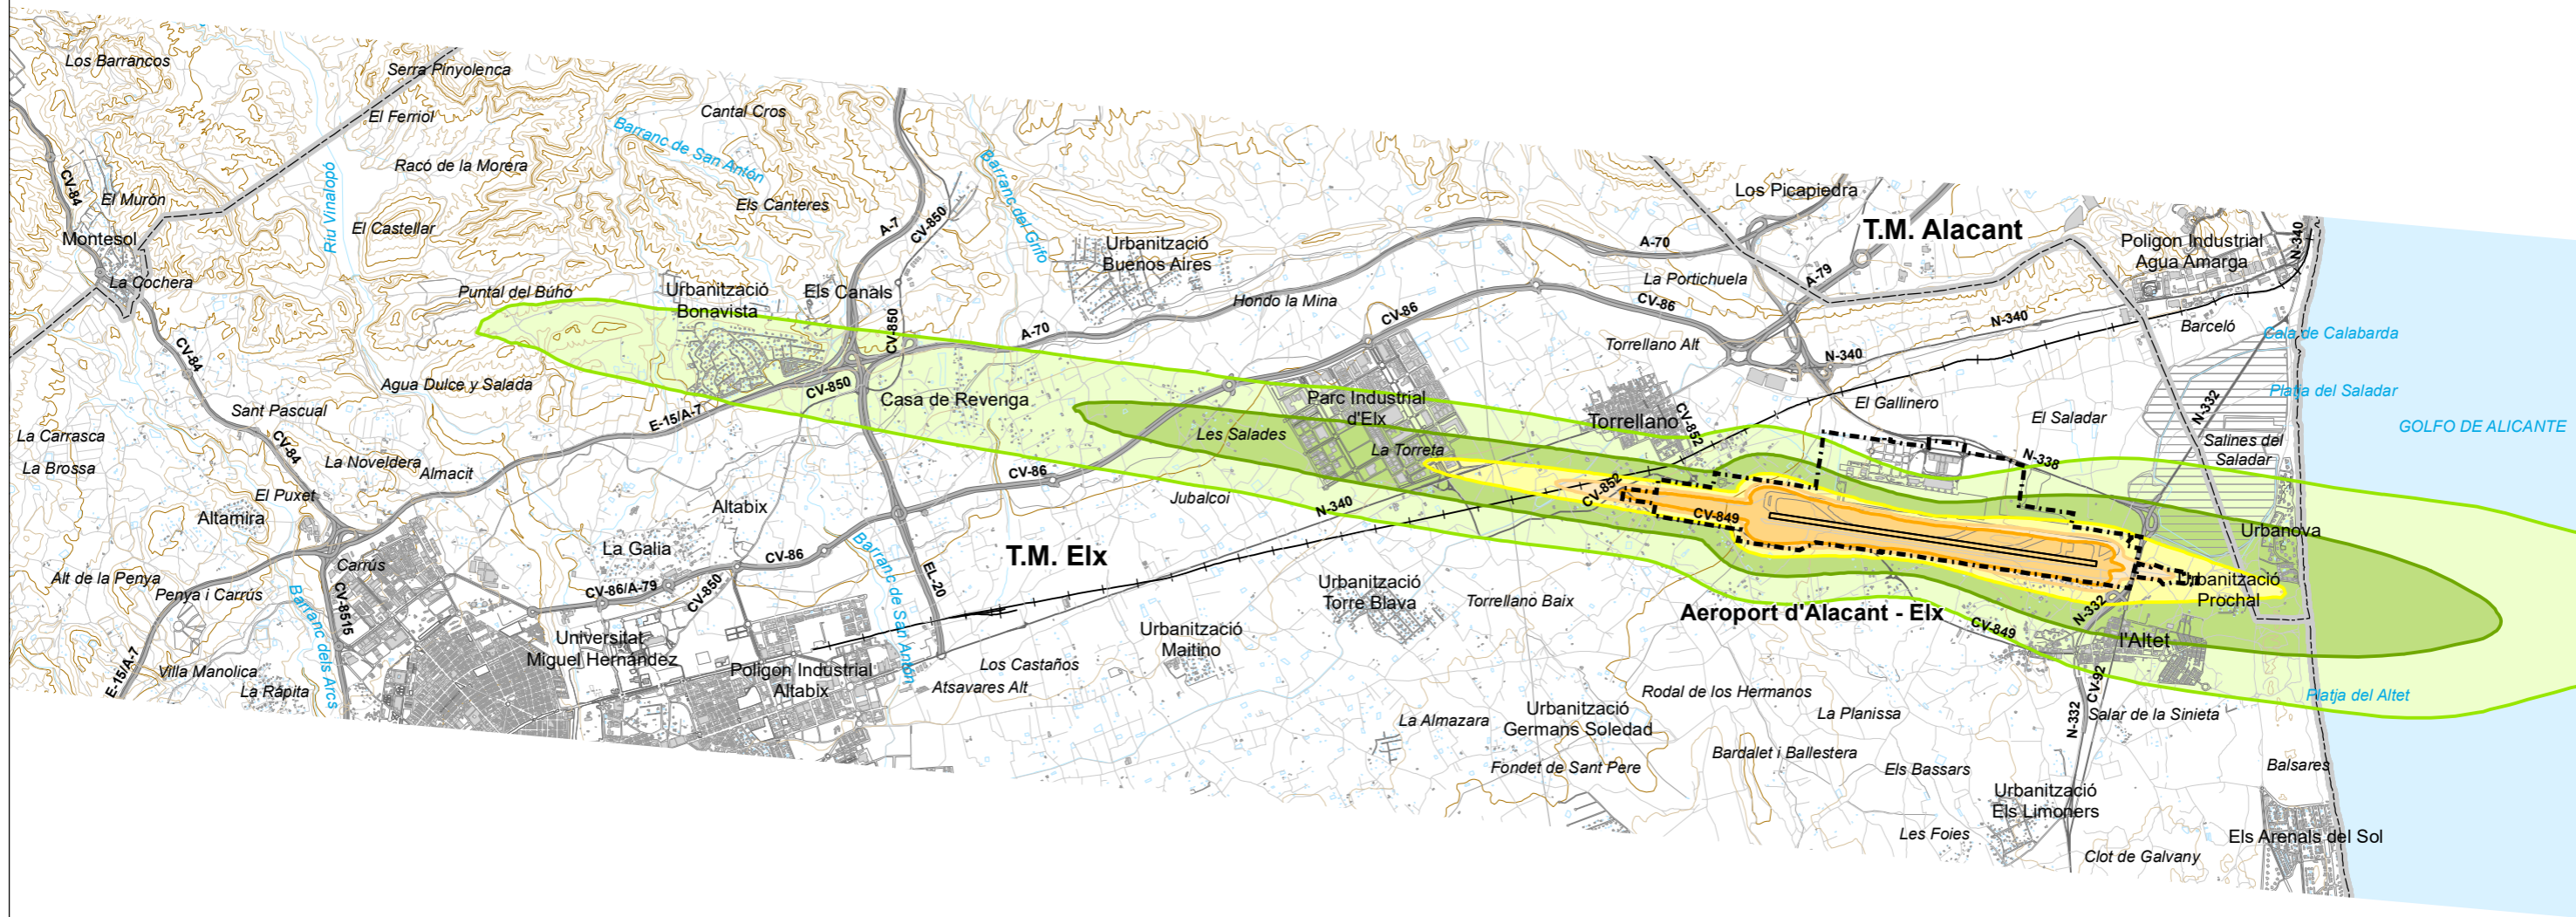 Los Barrancos
Serra Pinyolenca
Cantal Cros
El Ferriol
Barranc de San Antón
Racó de la Morera
Barranc del Grifo
CV-84
El Murón
Riu Vinalopó
Els Canteres
El Castellar
A-7
CV-850
Montesol
La Cochera
Puntal del Búho
Urbanització
Bonavista
Els Canals
Urbanització
Buenos Aires
Hondo la Mina
Los Picapiedra
T.M. Alacant
A-70
La Portichuela
A-79
Poligon Industrial
Agua Amarga
N-340
CV-86
CV-86
N-340
Barceló
Cala de Calabarda
CV-850
A-70
Torrellano Alt
N-340
CV-84
Agua Dulce y Salada
E-15/A-7
CV-850
Casa de Revenga
Parc Industrial
d'Elx
Platja del Saladar
N-332
Sant Pascual
Les Salades
La Torreta
Torrellano
CV-852
El Gallinero
El Saladar
GOLFO DE ALICANTE
La Carrasca
La Brossa
CV-84
La Noveldera
Almacit
CV-86
Salines del
Saladar
N-338
El Puxet
Altamira
Altabix
Jubalcoi
N-340
CV-852
CV-849
Urbanova
La Galia
CV-86
Barranc de San Antón
T.M. Elx
Carrús
Alt de la Penya
Penya i Carrús
CV-8515
Barranc dels Arcs
CV-86/A-79
CV-850
EL-20
Urbanització
Torre Blava
Torrellano Baix
Aeroport d'Alacant - Elx
Urbanització
Prochal
N-332
CV-849
l'Altet
Universitat
Miguel Hernández
Urbanització
Maitino
E-15/A-7
Villa Manolica
La Ràpita
Poligon Industrial
Altabix
Los Castaños
Atsavares Alt
Rodal de los Hermanos
CV-92
Platja del Altet
La Almazara
Urbanització
Germans Soledad
La Planissa
N-332
Salar de la Sinieta
Fondet de Sant Pere
Bardalet i Ballestera
Els Bassars
Balsares
Urbanització
Els Limoners
Les Foies
Els Arenals del Sol
Clot de Galvany